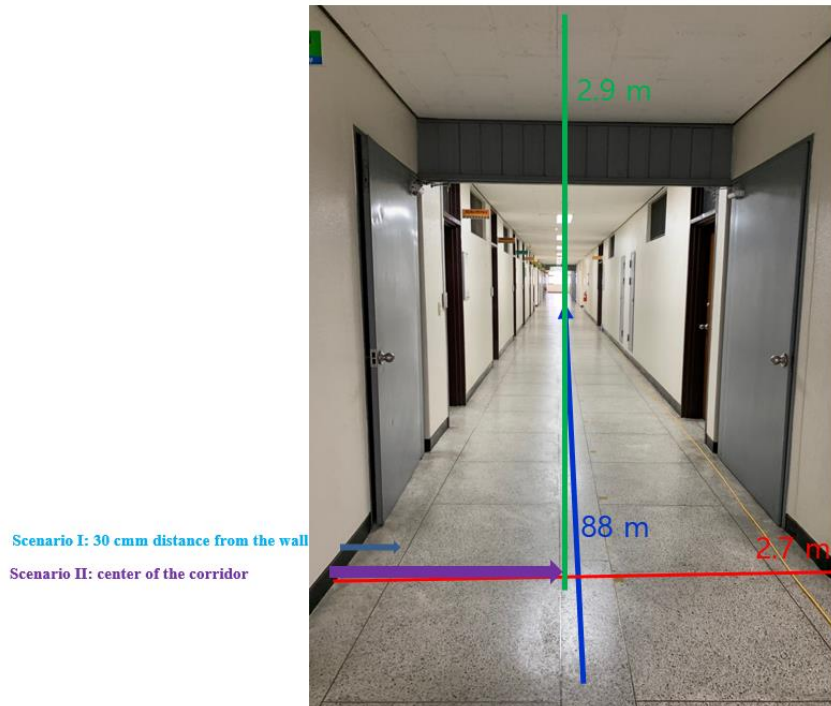 2.9 m
88 m
2.7 m
Scenario I: 30 cmm distance from the wall
Scenario II: center of the corridor